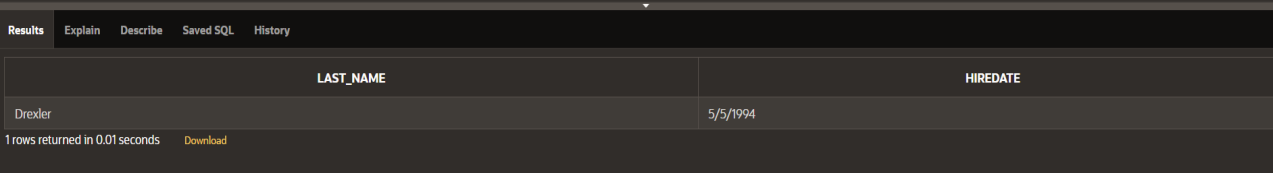 Results Explain Describe Saved SQL History
LAST_NAME HIREDATE
Drexler 5/5/1994
1 rows returned in 0.01 seconds Download